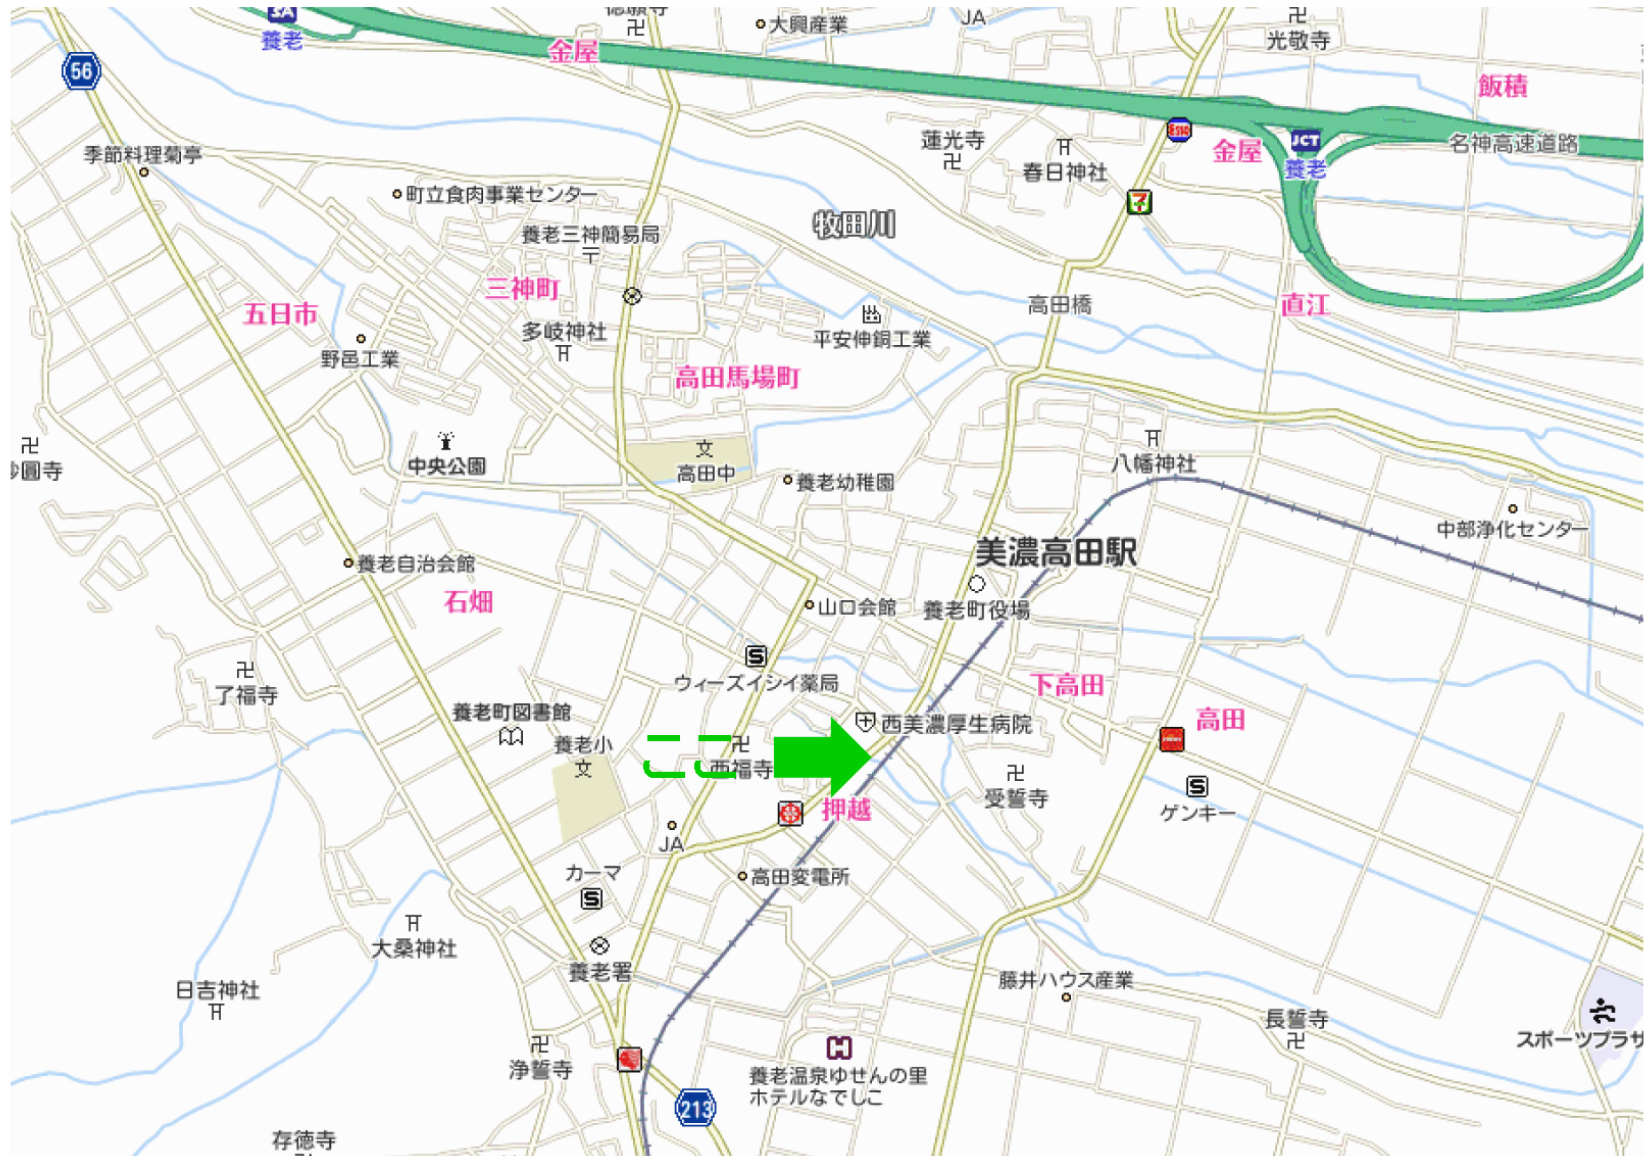 SA
養老
徳願寺
大興産業
JA
光敬寺
金屋
56
飯積
ESSO
JCT
養老
名神高速道路
蓮光寺
春日神社
金屋
季節料理菊亭
町立食肉事業センター
7
牧田川
養老三神簡易局
三神町
五日市
高田橋
直江
多岐神社
平安伸銅工業
野邑工業
高田馬場町
文
中央公園
高田中
養老幼稚園
八幡神社
中部浄化センター
美濃高田駅
養老自治会館
石畑
山口会館
養老町役場
S
ウィーズイシイ薬局
下高田
了福寺
養老町図書館
西美濃厚生病院
高田
養老小
文
ここ
西福寺
受誓寺
S
ゲンキー
押越
JA
カーマ
S
高田変電所
大桑神社
養老署
日吉神社
藤井ハウス産業
長誓寺
スポーツプラザ
浄誓寺
H
養老温泉ゆせんの里
ホテルなでしこ
213
存徳寺